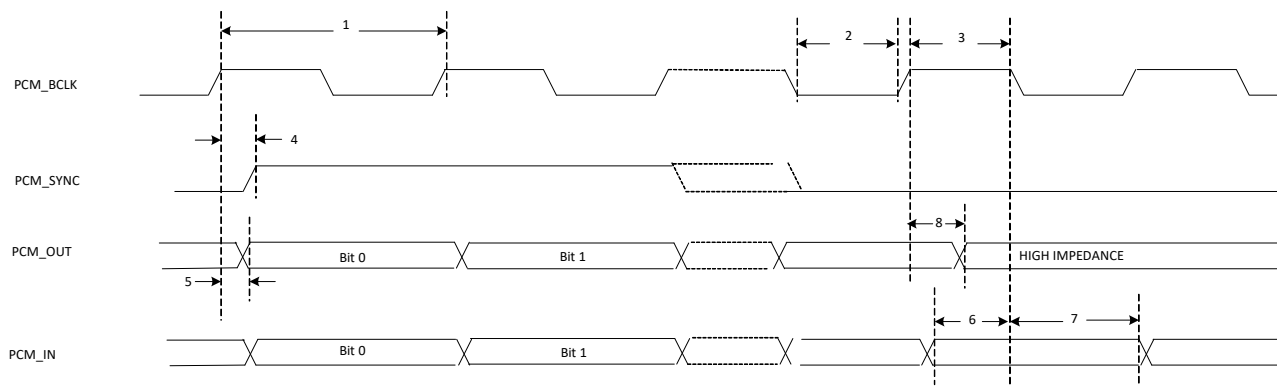 1
2
3
PCM_BCLK
4
PCM_SYNC
8
PCM_OUT
Bit 0
Bit 1
HIGH IMPEDANCE
5
6
7
PCM_IN
Bit 0
Bit 1